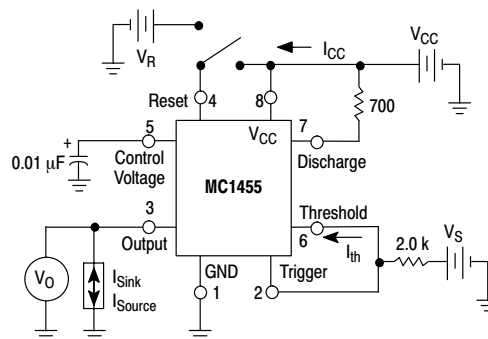 V_R
I_CC
V_CC
Reset
4
8
700
+
0.01 μF
5
Control
Voltage
V_CC
7
Discharge
MC1455
3
Output
Threshold
6
I_th
2.0 k
V_S
V_O
I_Sink
I_Source
GND
1
Trigger
2